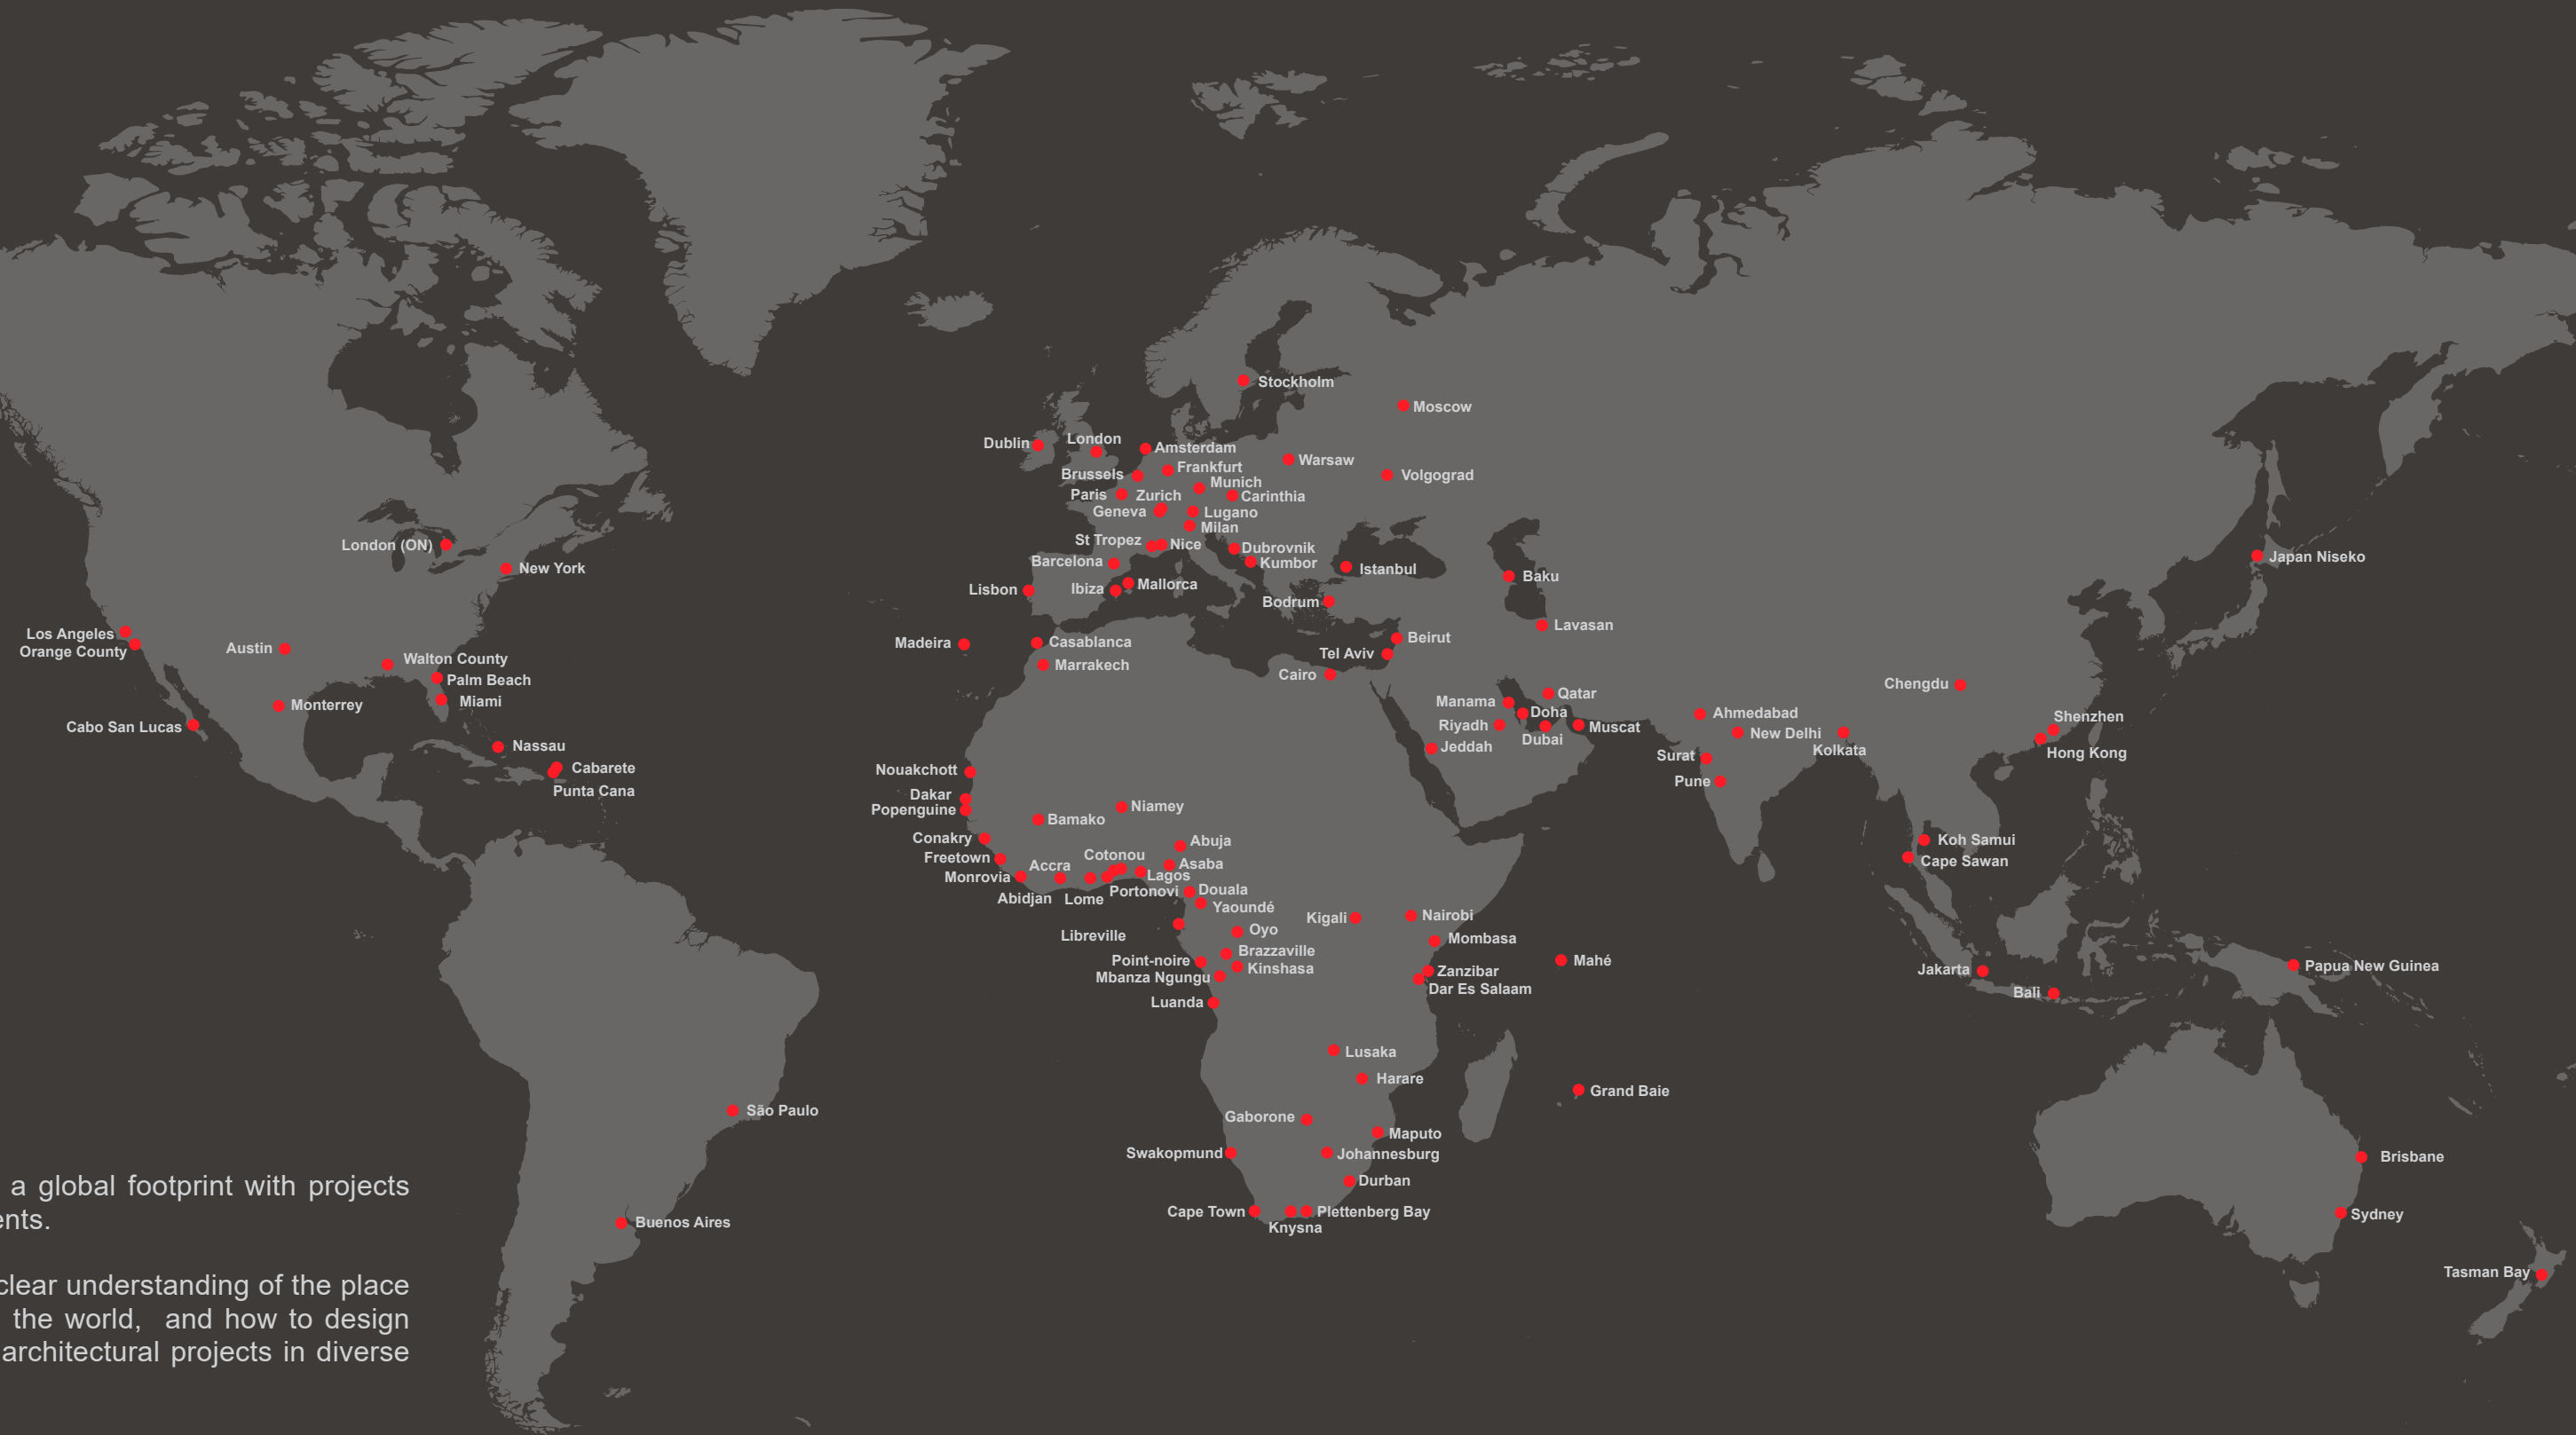 Stockholm
Moscow
Dublin
London
Amsterdam
Warsaw
Frankfurt
Brussels
Volgograd
Munich
Paris
Zurich
Carinthia
Geneva
Lugano
Milan
St Tropez
Nice
London (ON)
Dubrovnik
Japan Niseko
Barcelona
Kumbor
New York
Istanbul
Baku
Mallorca
Lisbon
Ibiza
Bodrum
Lavasan
Los Angeles
Orange County
Beirut
Madeira
Casablanca
Austin
Tel Aviv
Walton County
Marrakech
Cairo
Palm Beach
Chengdu
Qatar
Miami
Manama
Monterrey
Doha
Ahmedabad
Shenzhen
Cabo San Lucas
Riyadh
Muscat
New Delhi
Dubai
Nassau
Jeddah
Kolkata
Hong Kong
Surat
Cabarete
Nouakchott
Pune
Punta Cana
Dakar
Popenguine
Niamey
Bamako
Conakry
Abuja
Koh Samui
Freetown
Cotonou
Accra
Asaba
Cape Sawan
Monrovia
Lagos
Portonovi
Douala
Abidjan
Lome
Yaoundé
Kigali
Nairobi
Libreville
Oyo
Mombasa
Brazzaville
Point-noire
Kinshasa
Mahé
Zanzibar
Jakarta
Papua New Guinea
Mbanza Ngungu
Dar Es Salaam
Bali
Luanda
Lusaka
Harare
Grand Baie
São Paulo
Gaborone
Maputo
Swakopmund
Johannesburg
Brisbane
Durban
Cape Town
Plettenberg Bay
Knysna
Sydney
Buenos Aires
Tasman Bay
a global footprint with projects
ents.
clear understanding of the place
the world, and how to design
architectural projects in diverse